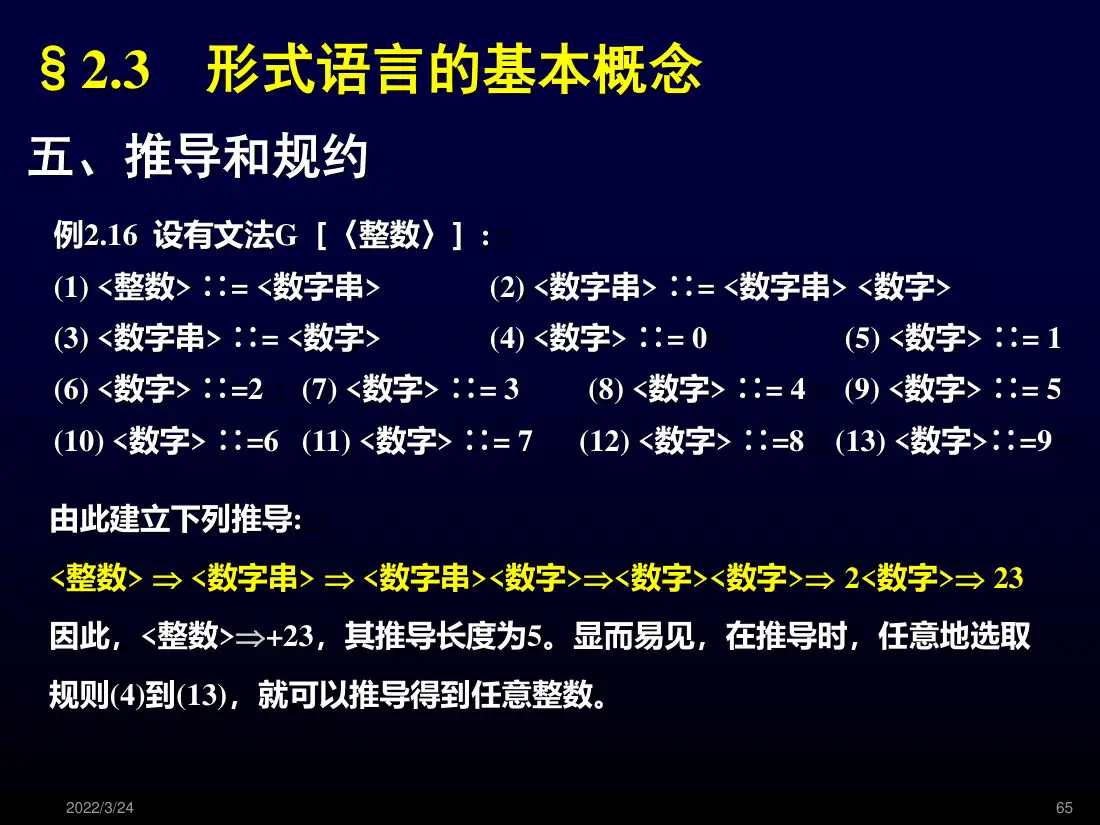 §2.3 形式语言的基本概念
五、推导和规约
例2.16 设有文法G［〈整数〉］:
(1) <整数> ∷= <数字串> (2) <数字串> ∷= <数字串> <数字>
(3) <数字串> ∷= <数字> (4) <数字> ∷= 0 (5) <数字> ∷= 1
(6) <数字> ∷=2 (7) <数字> ∷= 3 (8) <数字> ∷= 4 (9) <数字> ∷= 5
(10) <数字> ∷=6 (11) <数字> ∷= 7 (12) <数字> ∷=8 (13) <数字>∷=9
由此建立下列推导:
<整数> ⇒ <数字串> ⇒ <数字串><数字>⇒<数字><数字>⇒ 2<数字>⇒ 23
因此，<整数>⇒+23，其推导长度为5。显而易见，在推导时，任意地选取
规则(4)到(13)，就可以推导得到任意整数。
2022/3/24 65